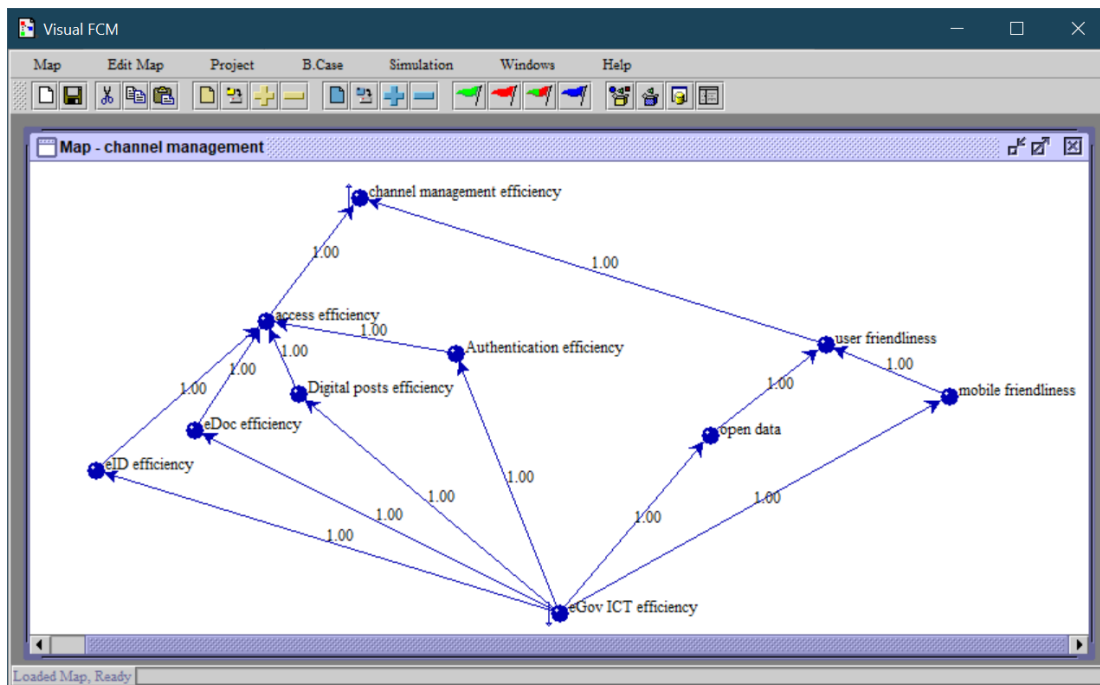 Visual FCM
Map Edit Map Project B.Case Simulation Windows Help
Map - channel management
channel management efficiency
1.00
1.00
access efficiency
1.00
Authentication efficiency
user friendliness
1.00
1.00
1.00
1.00
1.00
Digital posts efficiency
mobile friendliness
eDoc efficiency
open data
eID efficiency
1.00
1.00
1.00
1.00
1.00
1.00
eGov ICT efficiency
Loaded Map, Ready